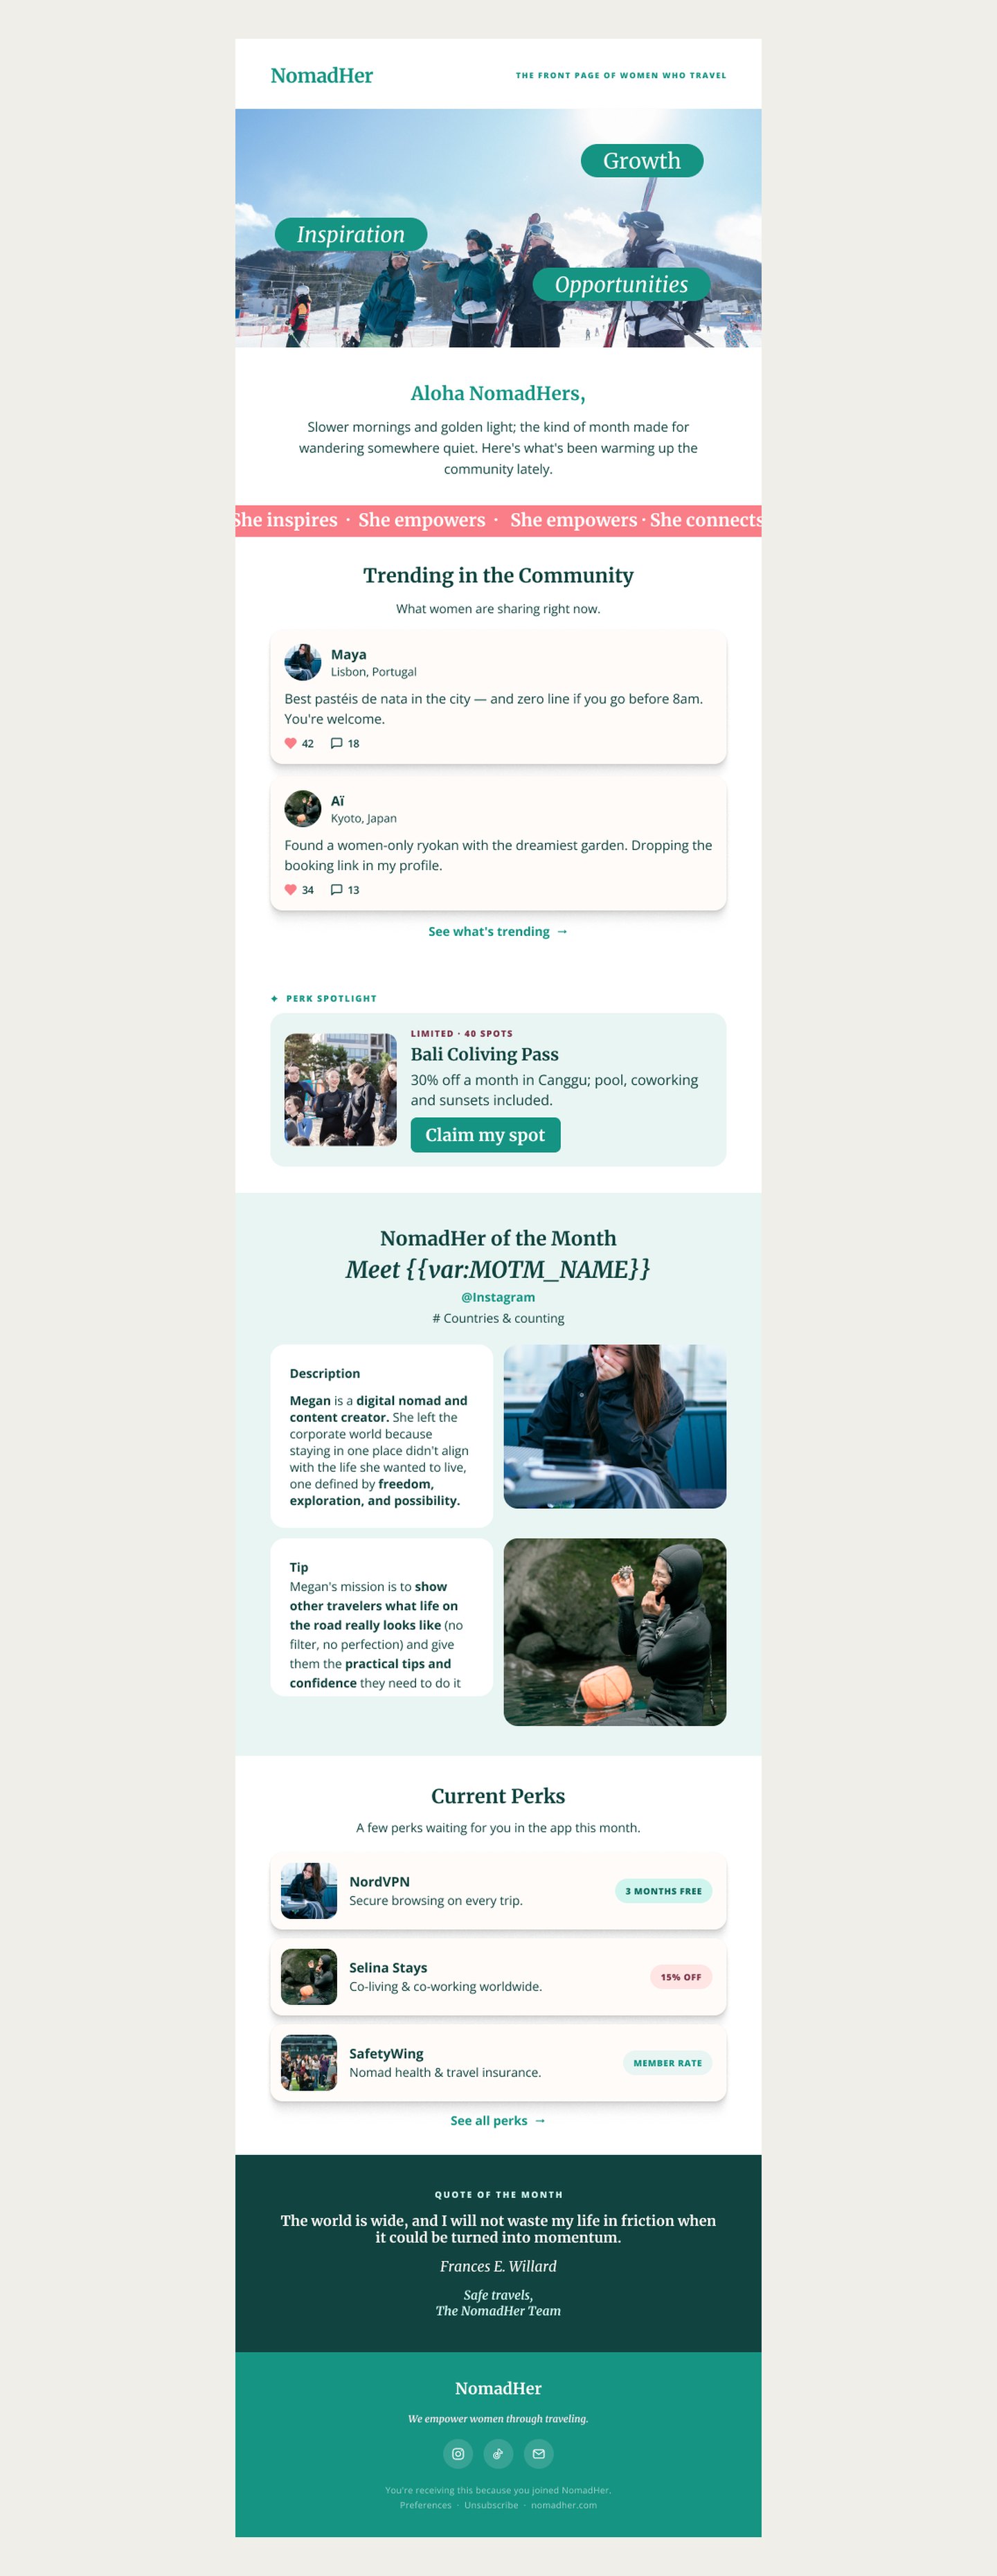 NomadHer
THE FRONT PAGE OF WOMEN WHO TRAVEL
Growth
Inspiration
Opportunities
Aloha NomadHers,
Slower mornings and golden light; the kind of month made for
wandering somewhere quiet. Here's what's been warming up the
community lately.
She inspires · She empowers · She empowers · She connects
Trending in the Community
What women are sharing right now.
Maya
Lisbon, Portugal
Best pastéis de nata in the city — and zero line if you go before 8am.
You're welcome.
42 18
Aï
Kyoto, Japan
Found a women-only ryokan with the dreamiest garden. Dropping the
booking link in my profile.
34 13
See what's trending →
✦ PERK SPOTLIGHT
LIMITED · 40 SPOTS
Bali Coliving Pass
30% off a month in Canggu; pool, coworking
and sunsets included.
Claim my spot
NomadHer of the Month
Meet {{var:MOTM_NAME}}
@Instagram
# Countries & counting
Description
Megan is a digital nomad and
content creator. She left the
corporate world because
staying in one place didn't align
with the life she wanted to live,
one defined by freedom,
exploration, and possibility.
Tip
Megan's mission is to show
other travelers what life on
the road really looks like (no
filter, no perfection) and give
them the practical tips and
confidence they need to do it
Current Perks
A few perks waiting for you in the app this month.
NordVPN
Secure browsing on every trip.
3 MONTHS FREE
Selina Stays
Co-living & co-working worldwide.
15% OFF
SafetyWing
Nomad health & travel insurance.
MEMBER RATE
See all perks →
QUOTE OF THE MONTH
The world is wide, and I will not waste my life in friction when
it could be turned into momentum.
Frances E. Willard
Safe travels,
The NomadHer Team
NomadHer
We empower women through traveling.
You're receiving this because you joined NomadHer.
Preferences · Unsubscribe · nomadher.com